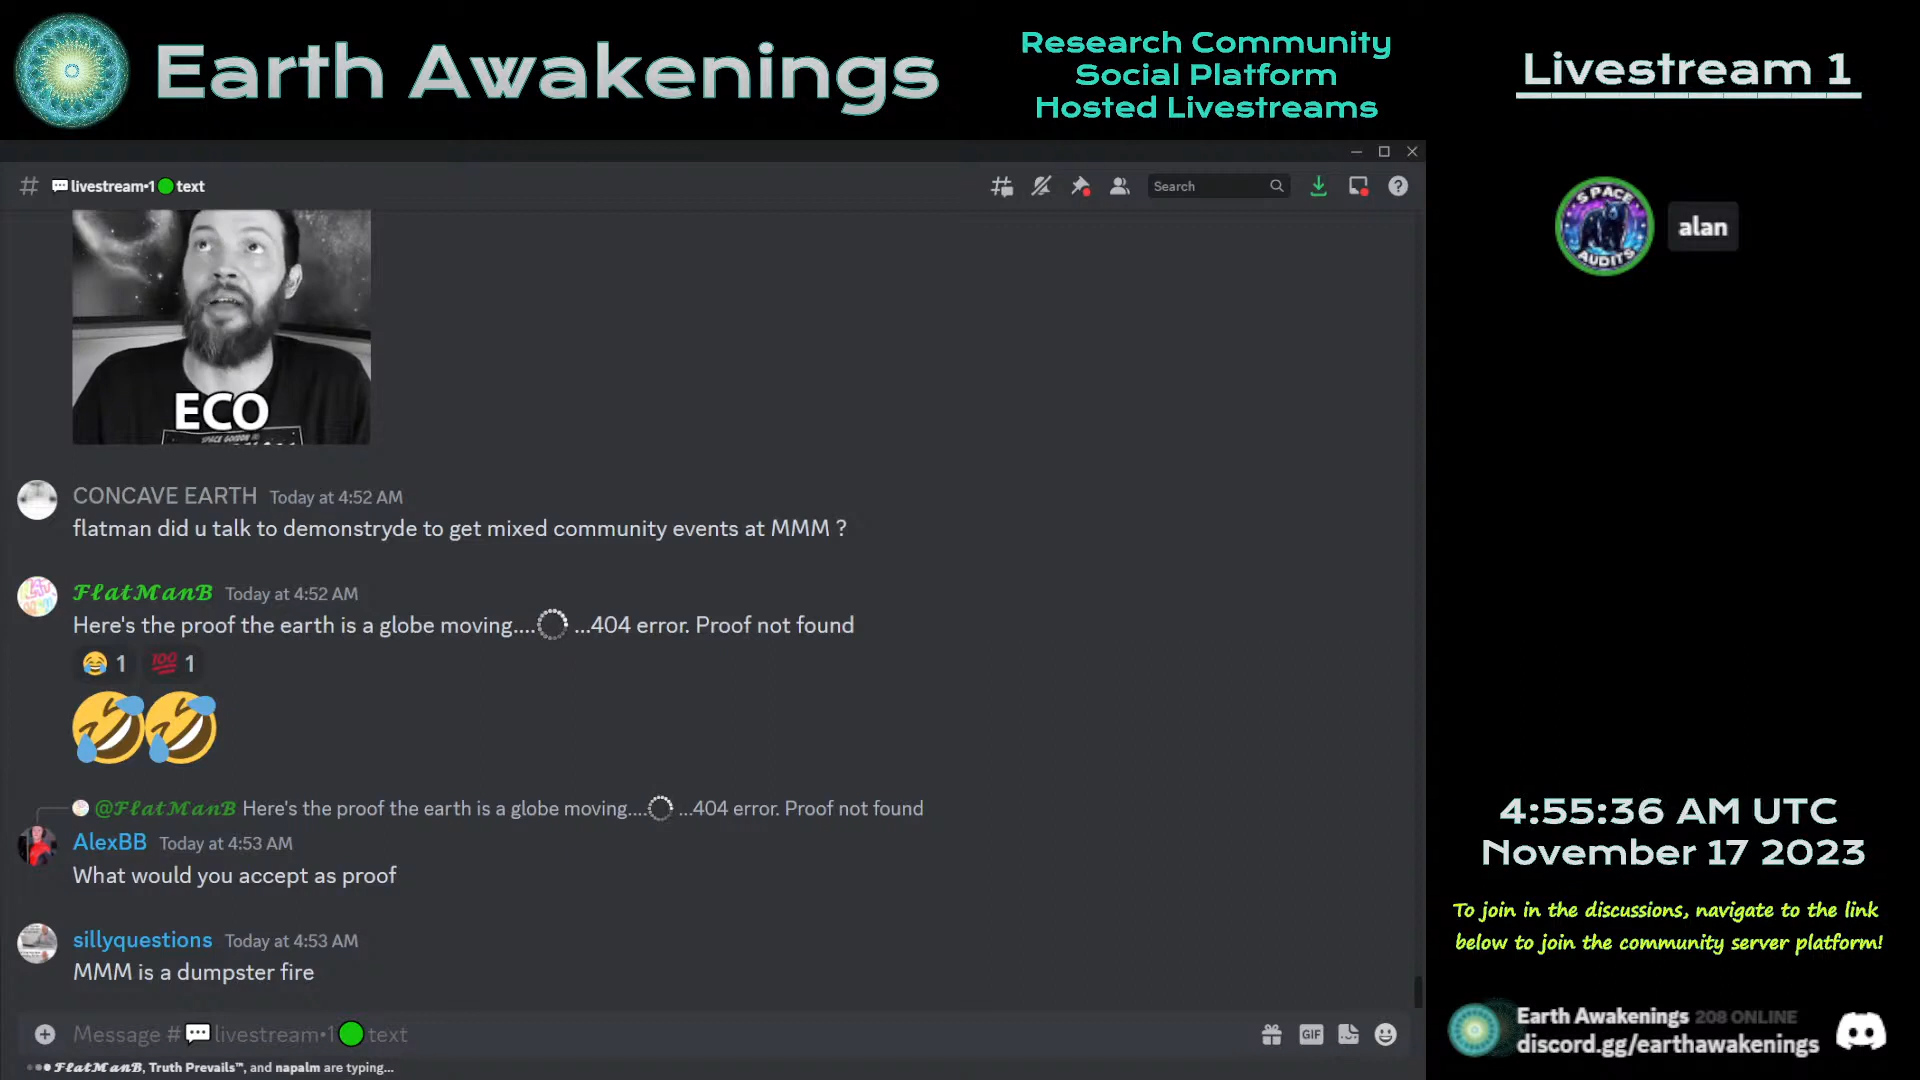 Earth Awakenings
Research Community
Social Platform
Hosted Livestreams
Livestream 1
# 💬livestream•1🟢text
Search
SPACE
AUDITS
alan
ECO
CONCAVE EARTH Today at 4:52 AM
flatman did u talk to demonstryde to get mixed community events at MMM ?
𝓕𝓵𝓪𝓽𝓜𝓪𝓷𝓑 Today at 4:52 AM
Here's the proof the earth is a globe moving.... ...404 error. Proof not found
😂 1 💯 1
🤣🤣
@𝓕𝓵𝓪𝓽𝓜𝓪𝓷𝓑 Here's the proof the earth is a globe moving.... ...404 error. Proof not found
AlexBB Today at 4:53 AM
What would you accept as proof
sillyquestions Today at 4:53 AM
MMM is a dumpster fire
Message #💬livestream•1🟢text
GIF
𝓕𝓵𝓪𝓽𝓜𝓪𝓷𝓑, Truth Prevails™, and napalm are typing...
4:55:36 AM UTC
November 17 2023
To join in the discussions, navigate to the link
below to join the community server platform!
Earth Awakenings 208 ONLINE
discord.gg/earthawakenings